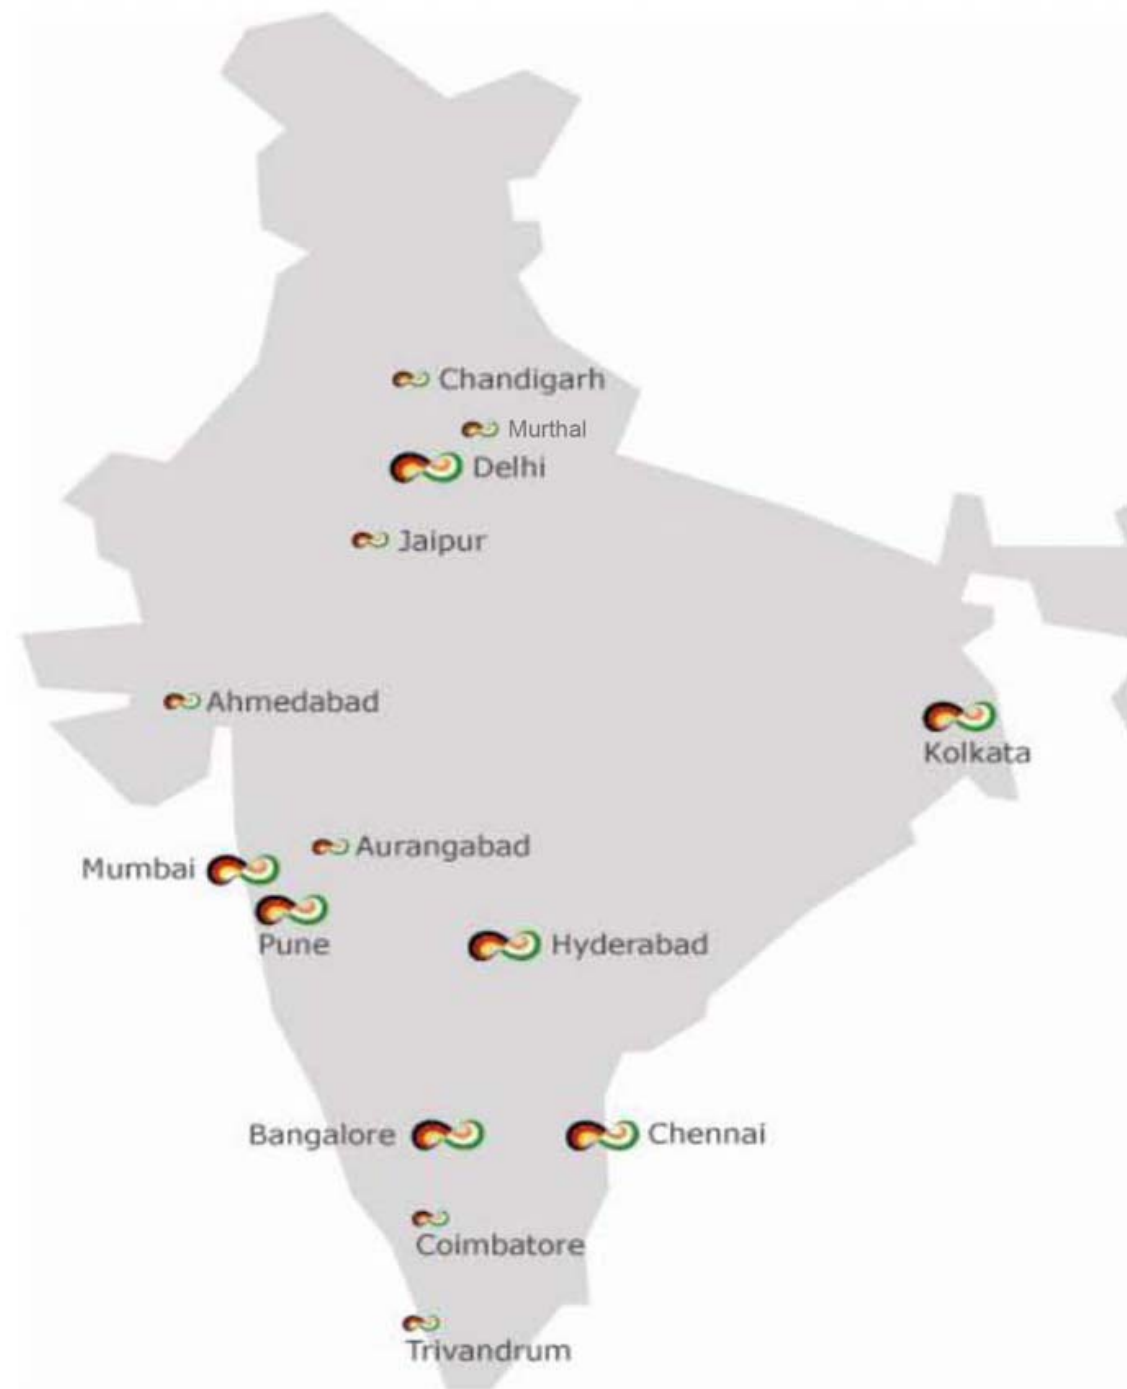 Chandigarh
Murthal
Delhi
Jaipur
Ahmedabad
Kolkata
Aurangabad
Mumbai
Pune
Hyderabad
Bangalore
Chennai
Coimbatore
Trivandrum